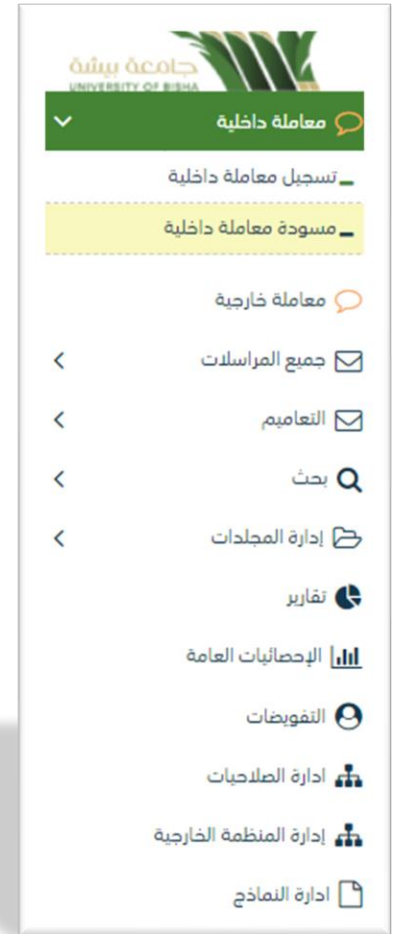 جامعة بيشة
UNIVERSITY OF BISHA
معاملة داخلية
تسجيل معاملة داخلية
مسودة معاملة داخلية
معاملة خارجية
جميع المراسلات
التعاميم
بحث
إدارة المجلدات
تقارير
الإحصائيات العامة
التفويضات
ادارة الصلاحيات
إدارة المنظمة الخارجية
ادارة النماذج